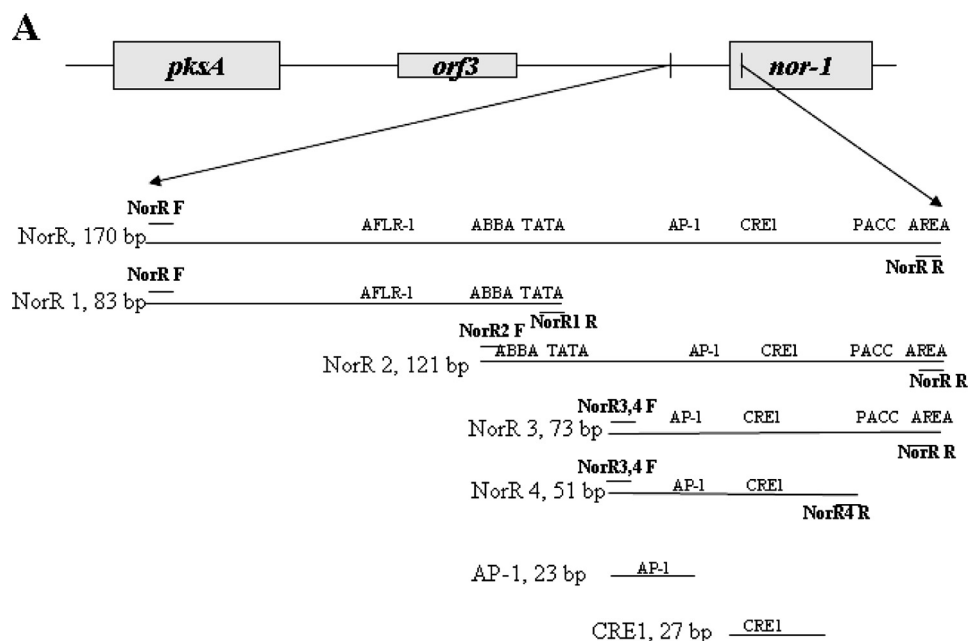 A
pksA orf3 nor-1
NorR F
AFLR-1 ABBA TATA AP-1 CRE1 PACC AREA
NorR, 170 bp
NorR R
NorR F
AFLR-1 ABBA TATA
NorR 1, 83 bp
NorR1 R
NorR2 F
ABBA TATA AP-1 CRE1 PACC AREA
NorR 2, 121 bp
NorR R
NorR3,4 F
AP-1 CRE1 PACC AREA
NorR 3, 73 bp
NorR R
NorR3,4 F
AP-1 CRE1
NorR 4, 51 bp
NorR4 R
AP-1, 23 bp AP-1
CRE1, 27 bp CRE1